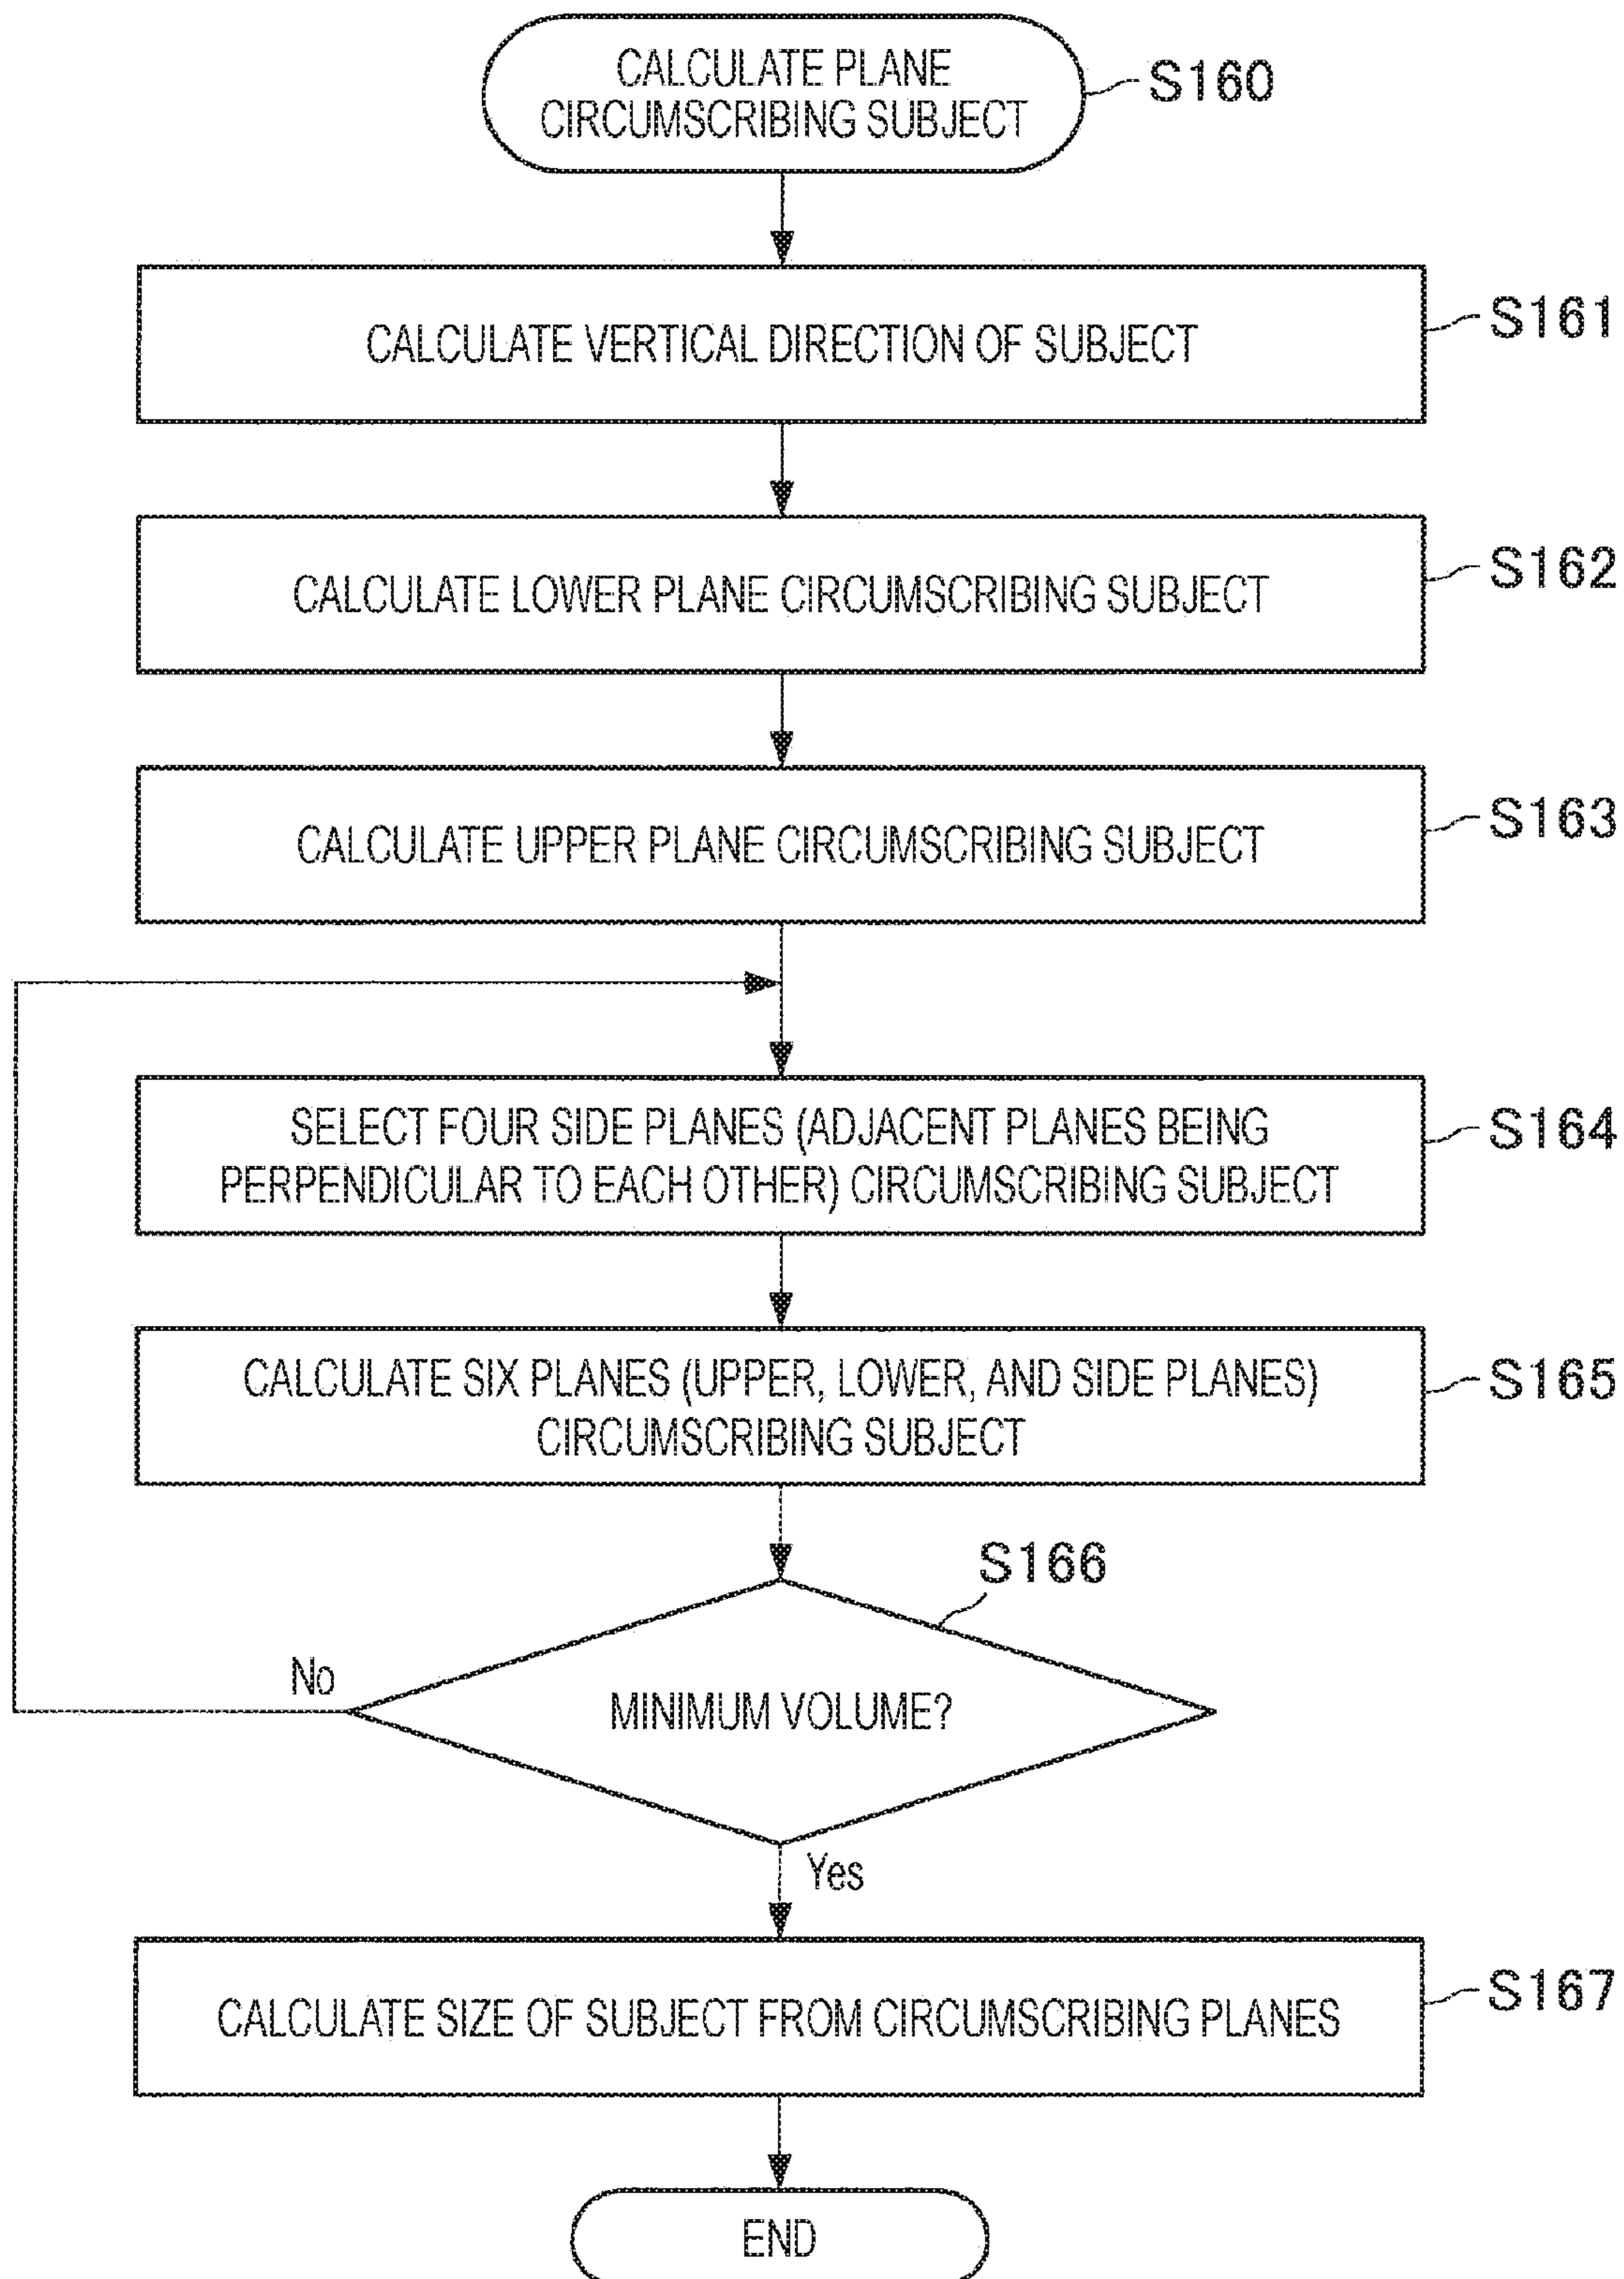 CALCULATE PLANE
CIRCUMSCRIBING SUBJECT
S160
CALCULATE VERTICAL DIRECTION OF SUBJECT
S161
CALCULATE LOWER PLANE CIRCUMSCRIBING SUBJECT
S162
CALCULATE UPPER PLANE CIRCUMSCRIBING SUBJECT
S163
SELECT FOUR SIDE PLANES (ADJACENT PLANES BEING
PERPENDICULAR TO EACH OTHER) CIRCUMSCRIBING SUBJECT
S164
CALCULATE SIX PLANES (UPPER, LOWER, AND SIDE PLANES)
CIRCUMSCRIBING SUBJECT
S165
S166
No
MINIMUM VOLUME?
Yes
CALCULATE SIZE OF SUBJECT FROM CIRCUMSCRIBING PLANES
S167
END